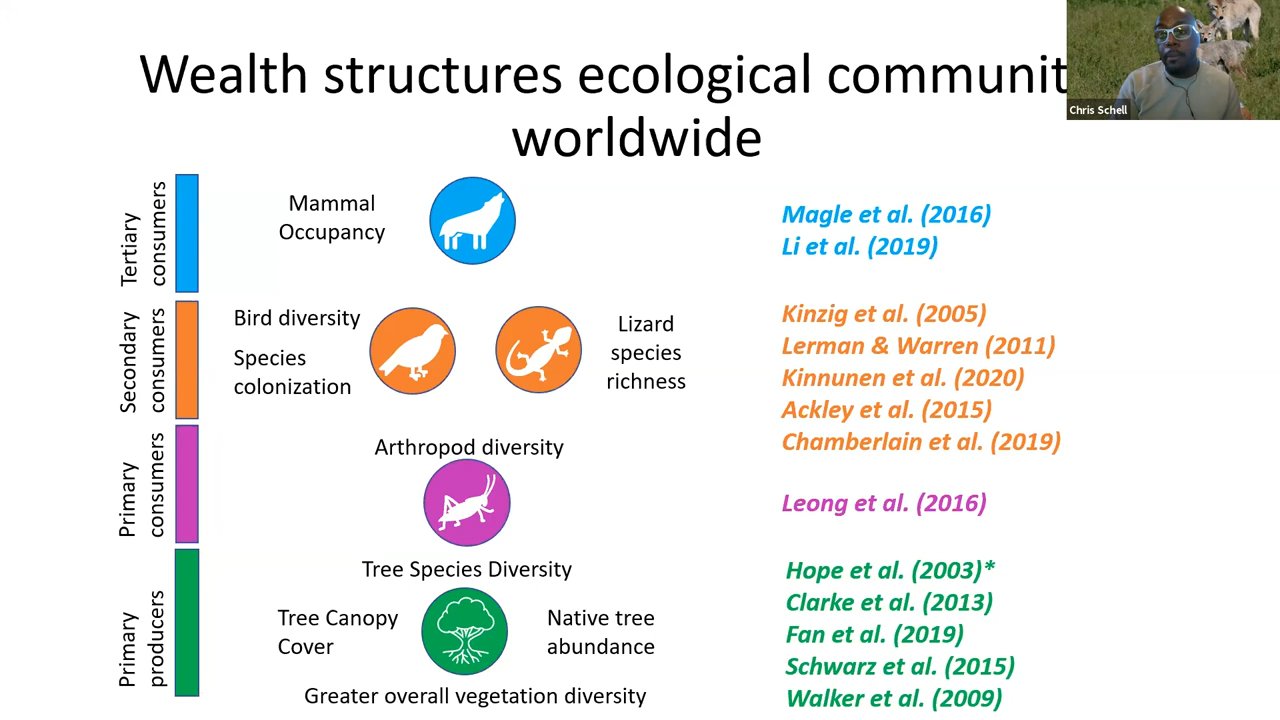 Wealth structures ecological communit
worldwide
Chris Schell
Tertiary
consumers
Mammal
Occupancy
Magle et al. (2016)
Li et al. (2019)
Secondary
consumers
Bird diversity
Species
colonization
Lizard
species
richness
Kinzig et al. (2005)
Lerman & Warren (2011)
Kinnunen et al. (2020)
Ackley et al. (2015)
Chamberlain et al. (2019)
Primary
consumers
Arthropod diversity
Leong et al. (2016)
Primary
producers
Tree Species Diversity
Tree Canopy
Cover
Native tree
abundance
Greater overall vegetation diversity
Hope et al. (2003)*
Clarke et al. (2013)
Fan et al. (2019)
Schwarz et al. (2015)
Walker et al. (2009)